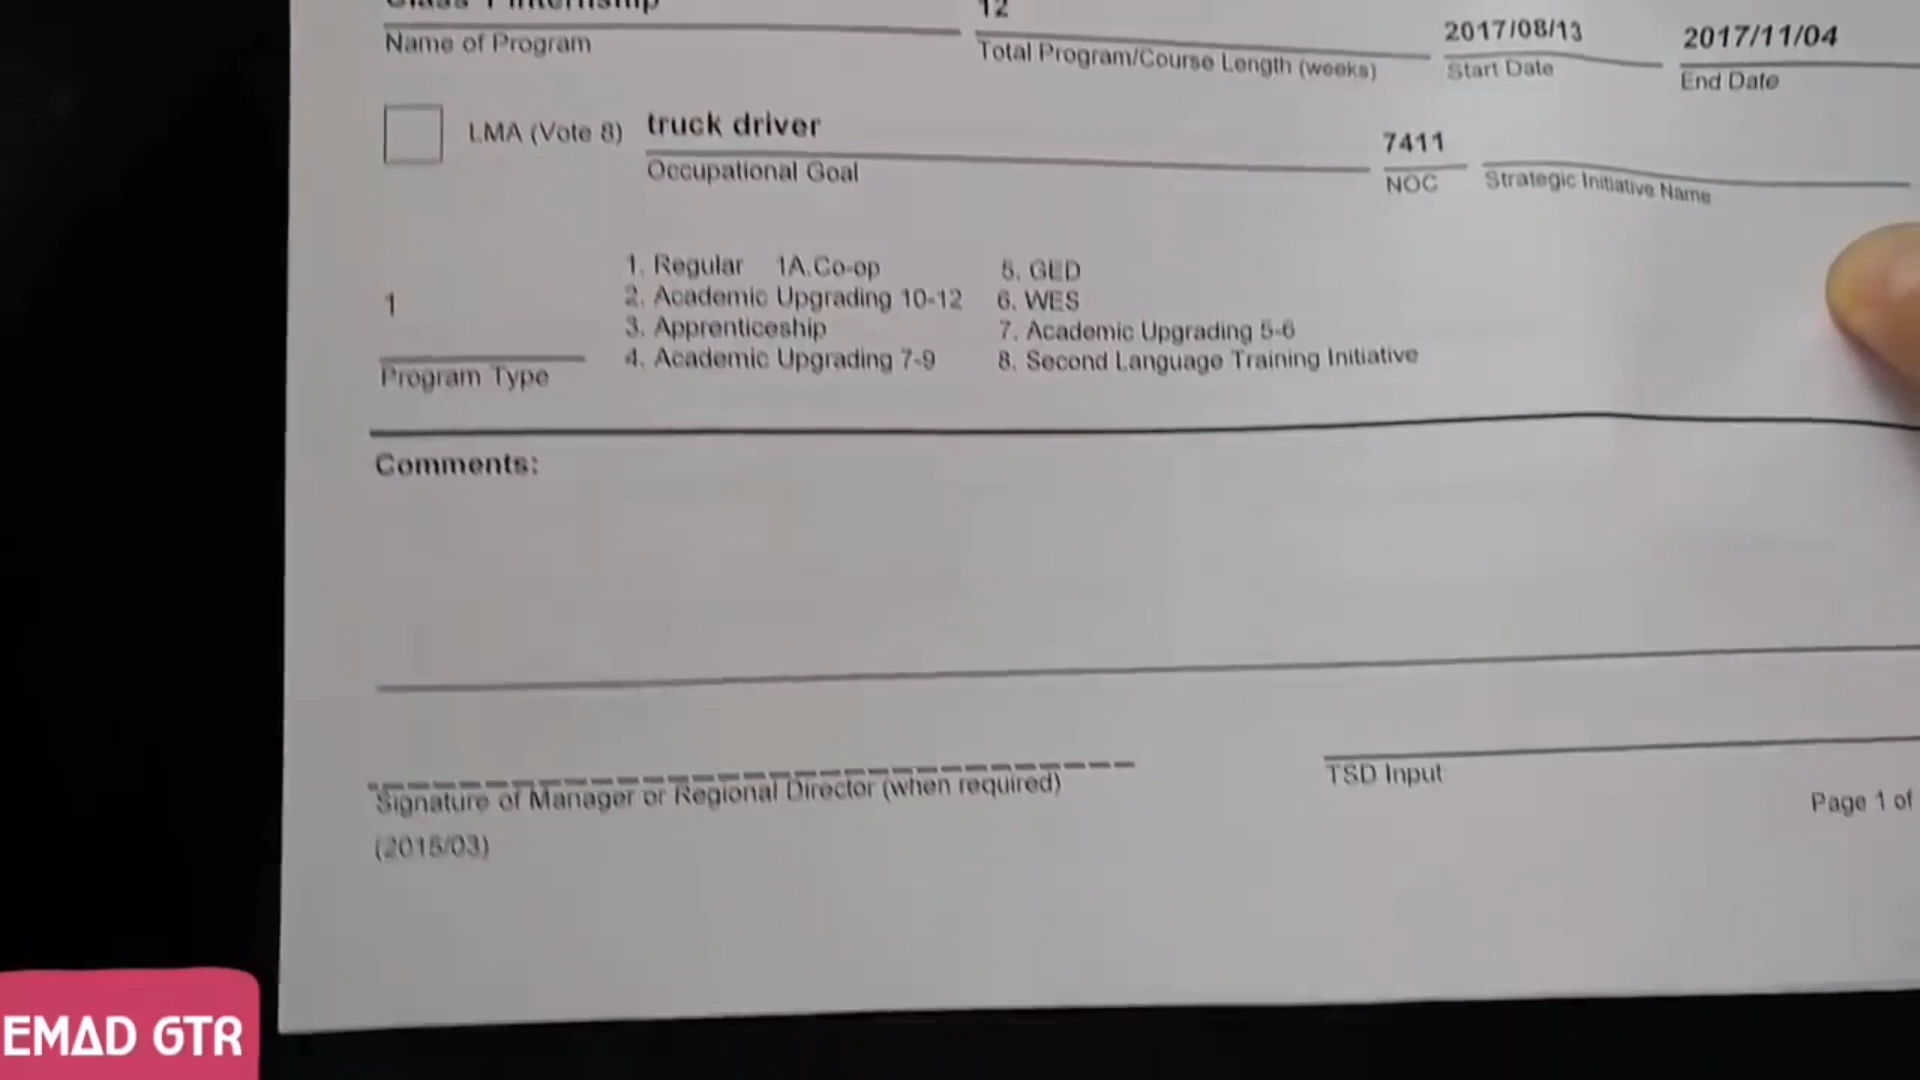 Class 1 Internship
12
2017/08/13
2017/11/04
Name of Program
Total Program/Course Length (weeks)
Start Date
End Date
LMA (Vote 8)
truck driver
7411
Occupational Goal
NOC
Strategic Initiative Name
1
Program Type
1. Regular 1A.Co-op
2. Academic Upgrading 10-12
3. Apprenticeship
4. Academic Upgrading 7-9
5. GED
6. WES
7. Academic Upgrading 5-6
8. Second Language Training Initiative
Comments:
Signature of Manager or Regional Director (when required)
TSD Input
(2015/03)
Page 1 of
EMAD GTR